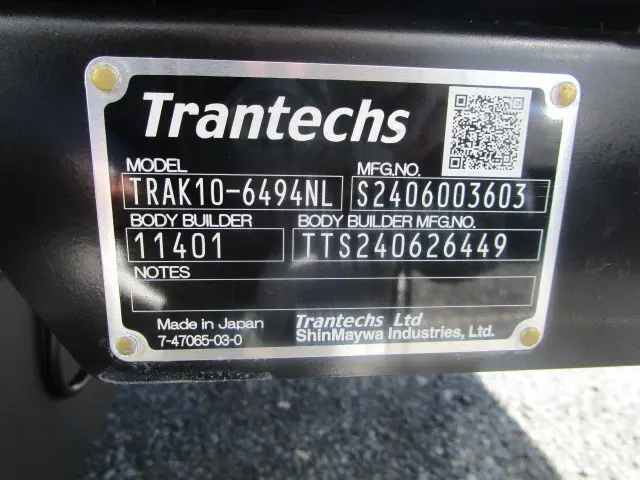 Trantechs
MODEL MFG.NO.
TRAK10-6494NL S2406003603
BODY BUILDER BODY BUILDER MFG.NO.
11401 TTS240626449
NOTES
Made in Japan Trantechs Ltd
7-47065-03-0 ShinMaywa Industries, Ltd.